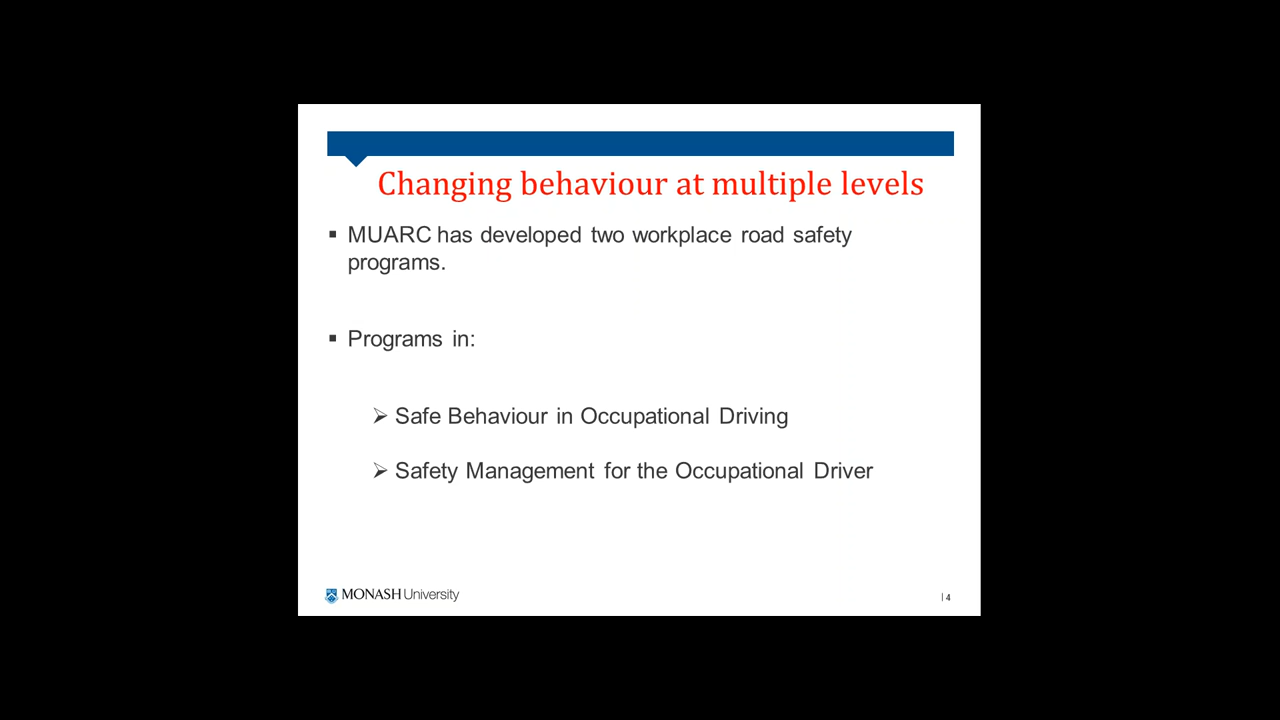 Changing behaviour at multiple levels
▪ MUARC has developed two workplace road safety
programs.
▪ Programs in:
➢ Safe Behaviour in Occupational Driving
➢ Safety Management for the Occupational Driver
MONASH University
| 4